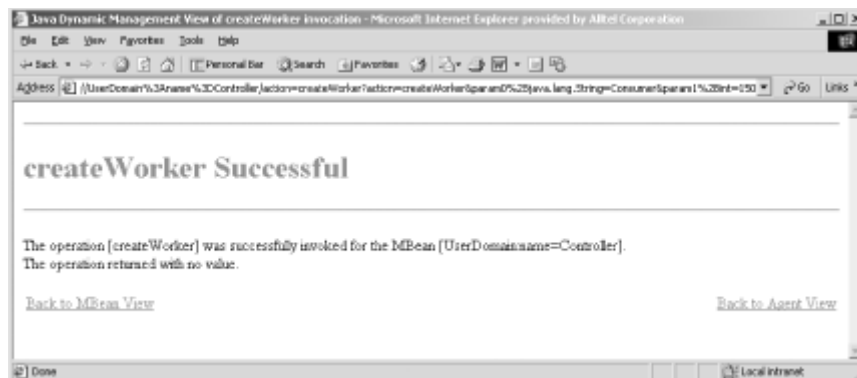 Java Dynamic Management View of createWorker invocation - Microsoft Internet Explorer provided by Alltel Corporation
File Edit View Favorites Tools Help
Back Personal Bar Search Favorites
Address //UserDomain%3Aname%3DController/action=createWorker?action=createWorker&param0%2Bjava.lang.String=Consumer&param1%2Bint=150 Go Links
createWorker Successful
The operation [createWorker] was successfully invoked for the MBean [UserDomain:name=Controller].
The operation returned with no value.
Back to MBean View Back to Agent View
Done Local intranet